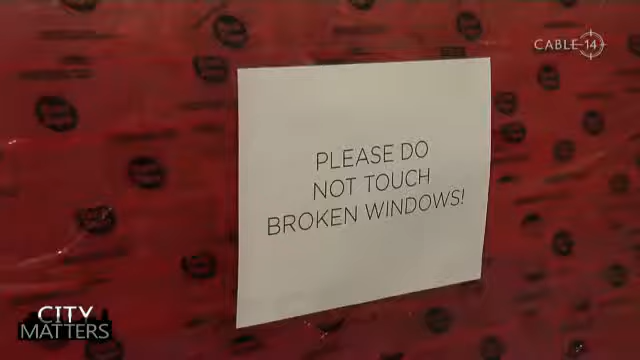 CABLE 14
PLEASE DO
NOT TOUCH
BROKEN WINDOWS!
CITY
MATTERS